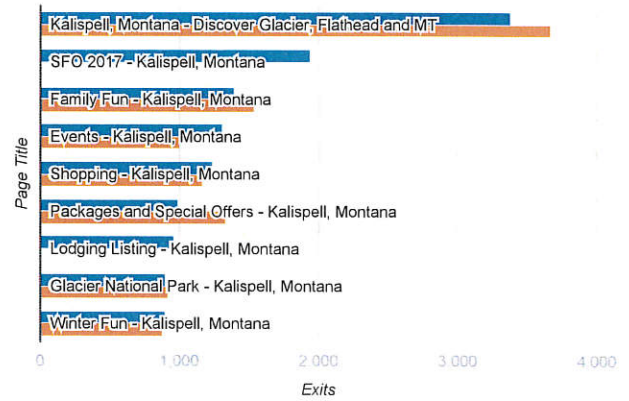 Kalispell, Montana - Discover Glacier, Flathead and MT
SFO 2017 - Kalispell, Montana
Family Fun - Kalispell, Montana
Events - Kalispell, Montana
Shopping - Kalispell, Montana
Packages and Special Offers - Kalispell, Montana
Lodging Listing - Kalispell, Montana
Glacier National Park - Kalispell, Montana
Winter Fun - Kalispell, Montana
Page Title
0 1,000 2,000 3,000 4,000
Exits